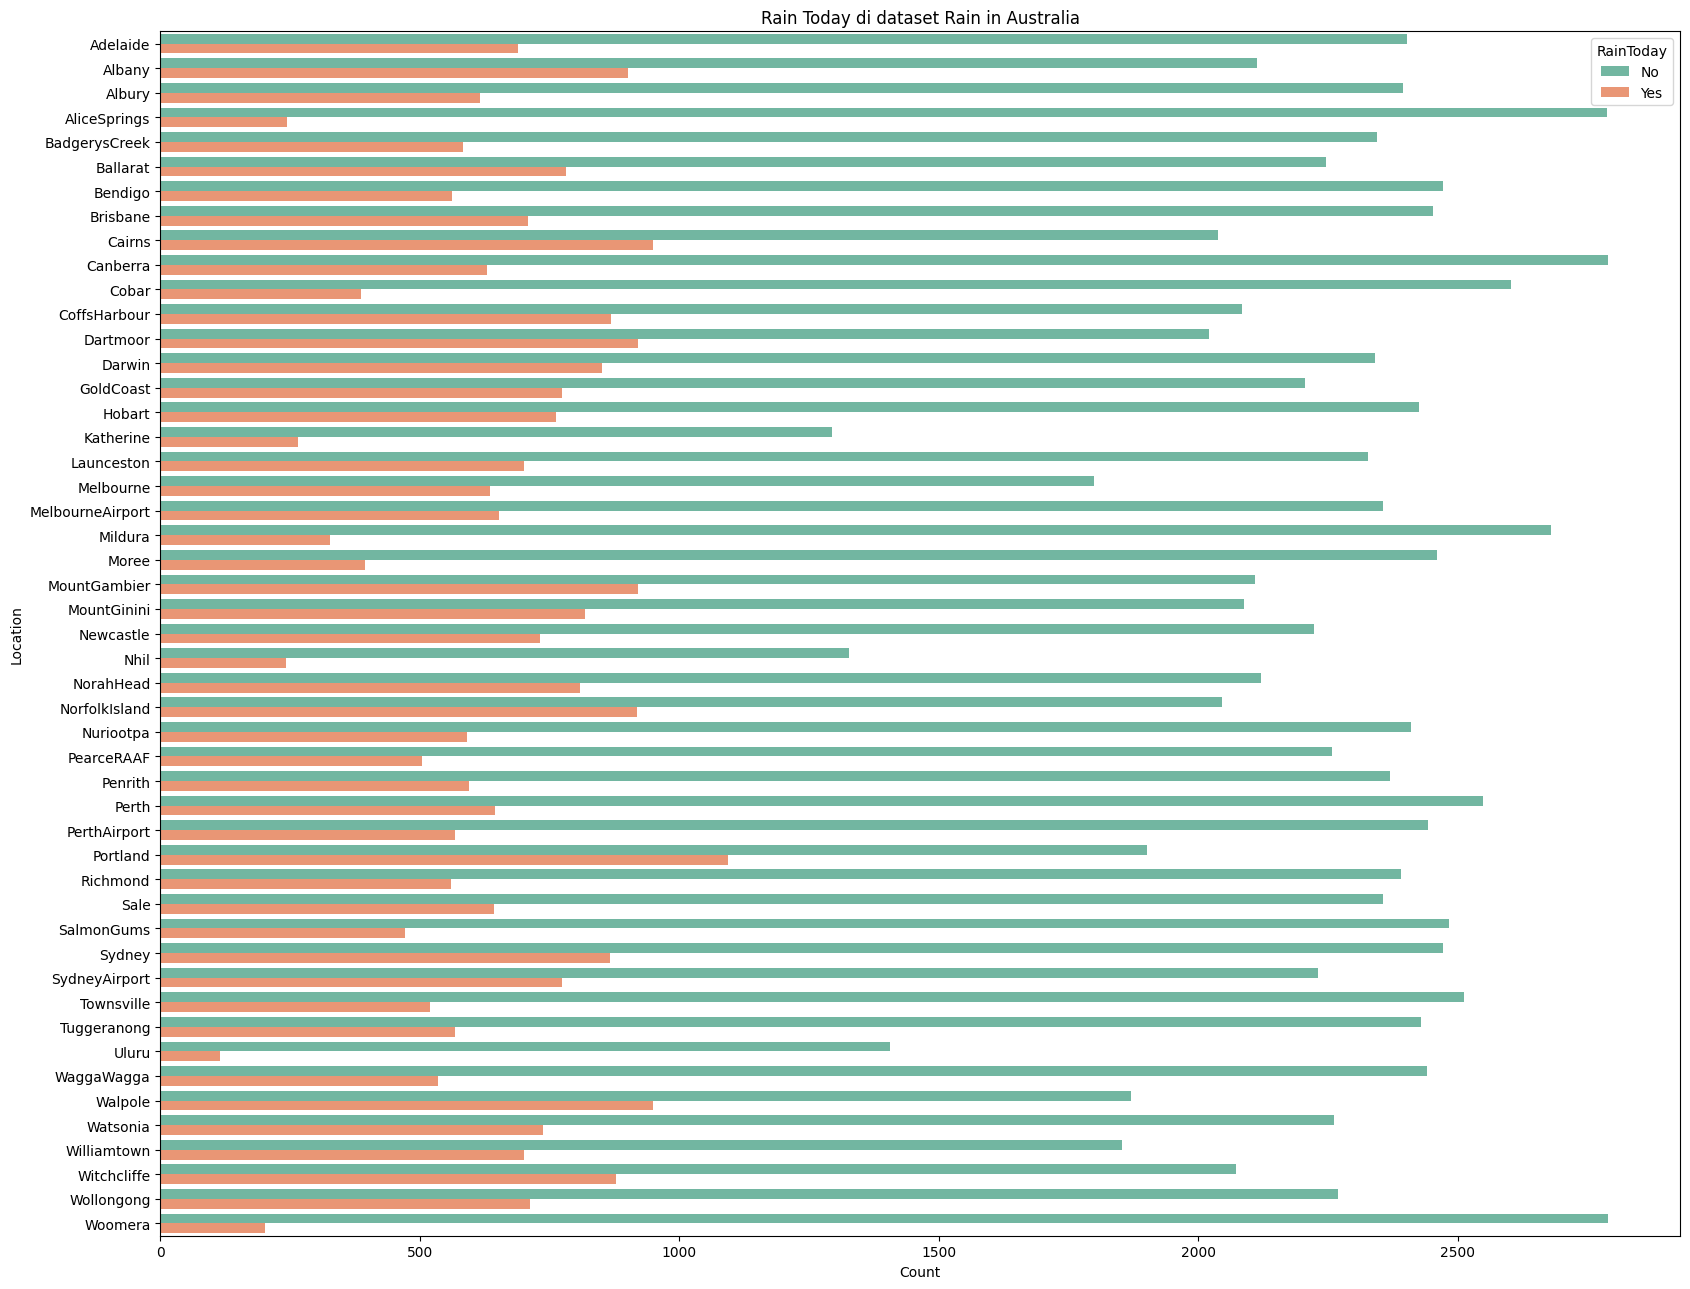 Rain Today di dataset Rain in Australia
RainToday
No
Yes
Location
Adelaide
Albany
Albury
AliceSprings
BadgerysCreek
Ballarat
Bendigo
Brisbane
Cairns
Canberra
Cobar
CoffsHarbour
Dartmoor
Darwin
GoldCoast
Hobart
Katherine
Launceston
Melbourne
MelbourneAirport
Mildura
Moree
MountGambier
MountGinini
Newcastle
Nhil
NorahHead
NorfolkIsland
Nuriootpa
PearceRAAF
Penrith
Perth
PerthAirport
Portland
Richmond
Sale
SalmonGums
Sydney
SydneyAirport
Townsville
Tuggeranong
Uluru
WaggaWagga
Walpole
Watsonia
Williamtown
Witchcliffe
Wollongong
Woomera
0 500 1000 1500 2000 2500
Count